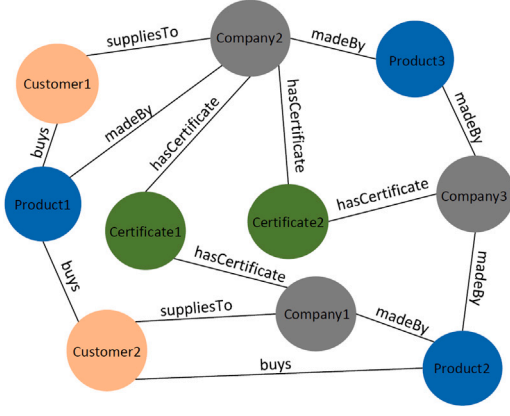 suppliesTo
Company2
madeBy
Product3
Customer1
madeBy
hasCertificate
hasCertificate
madeBy
buys
Product1
Certificate1
Certificate2
hasCertificate
Company3
hasCertificate
buys
suppliesTo
Company1
madeBy
madeBy
Customer2
buys
Product2